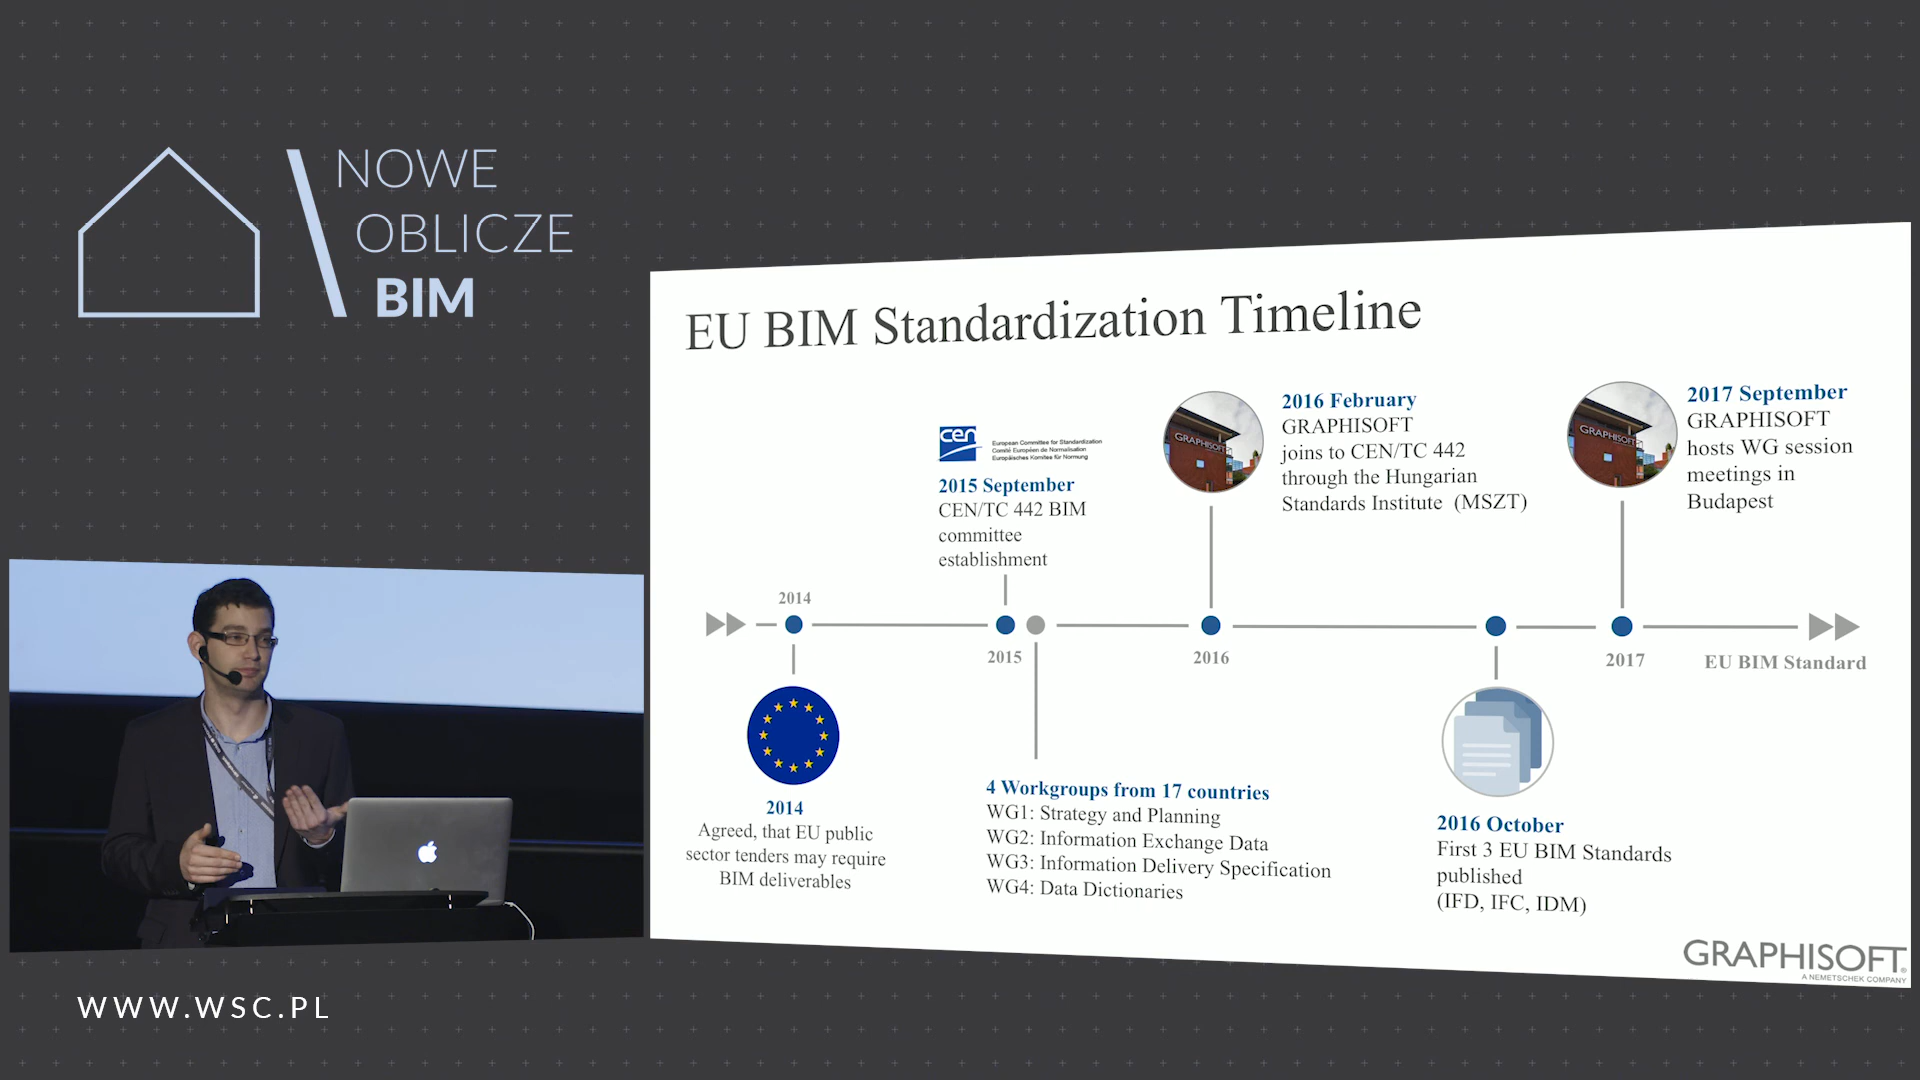 NOWE
OBLICZE
BIM
EU BIM Standardization Timeline
cen
European Committee for Standardization
Comité Européen de Normalisation
Europäisches Komitee für Normung
2015 September
CEN/TC 442 BIM
committee
establishment
GRAPHISOFT
2016 February
GRAPHISOFT
joins to CEN/TC 442
through the Hungarian
Standards Institute (MSZT)
GRAPHISOFT
2017 September
GRAPHISOFT
hosts WG session
meetings in
Budapest
2014
2015
2016
2017
EU BIM Standard
2014
Agreed, that EU public
sector tenders may require
BIM deliverables
4 Workgroups from 17 countries
WG1: Strategy and Planning
WG2: Information Exchange Data
WG3: Information Delivery Specification
WG4: Data Dictionaries
2016 October
First 3 EU BIM Standards
published
(IFD, IFC, IDM)
GRAPHISOFT®
A NEMETSCHEK COMPANY
WWW.WSC.PL